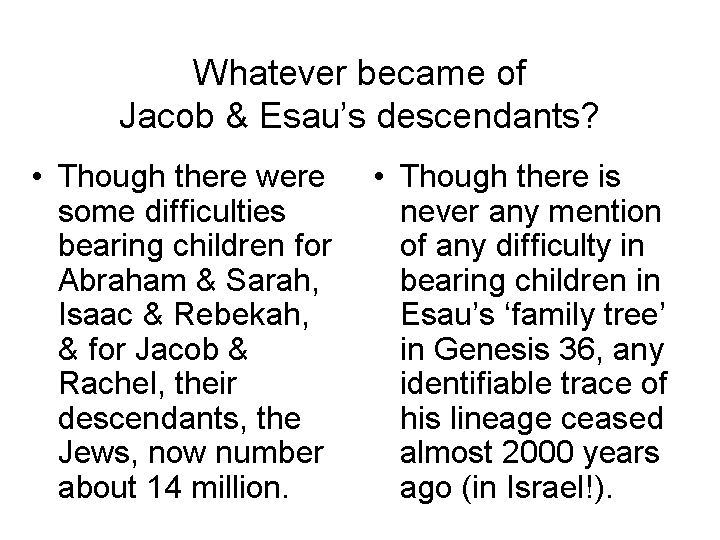 Whatever became of
Jacob & Esau’s descendants?
• Though there were
some difficulties
bearing children for
Abraham & Sarah,
Isaac & Rebekah,
& for Jacob &
Rachel, their
descendants, the
Jews, now number
about 14 million.
• Though there is
never any mention
of any difficulty in
bearing children in
Esau’s ‘family tree’
in Genesis 36, any
identifiable trace of
his lineage ceased
almost 2000 years
ago (in Israel!).